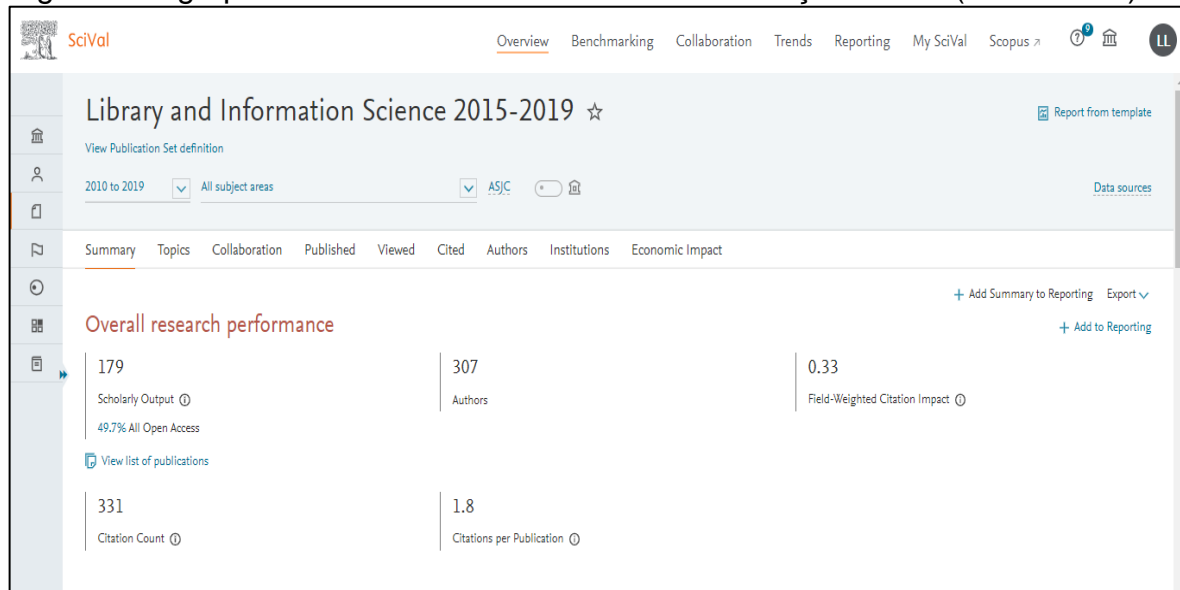 SciVal
Overview Benchmarking Collaboration Trends Reporting My SciVal Scopus 9 LL
Library and Information Science 2015-2019
Report from template
View Publication Set definition
2010 to 2019 All subject areas ASJC Data sources
Summary Topics Collaboration Published Viewed Cited Authors Institutions Economic Impact
+ Add Summary to Reporting Export
Overall research performance
+ Add to Reporting
179 307 0.33
Scholarly Output Authors Field-Weighted Citation Impact
49.7% All Open Access
View list of publications
331 1.8
Citation Count Citations per Publication